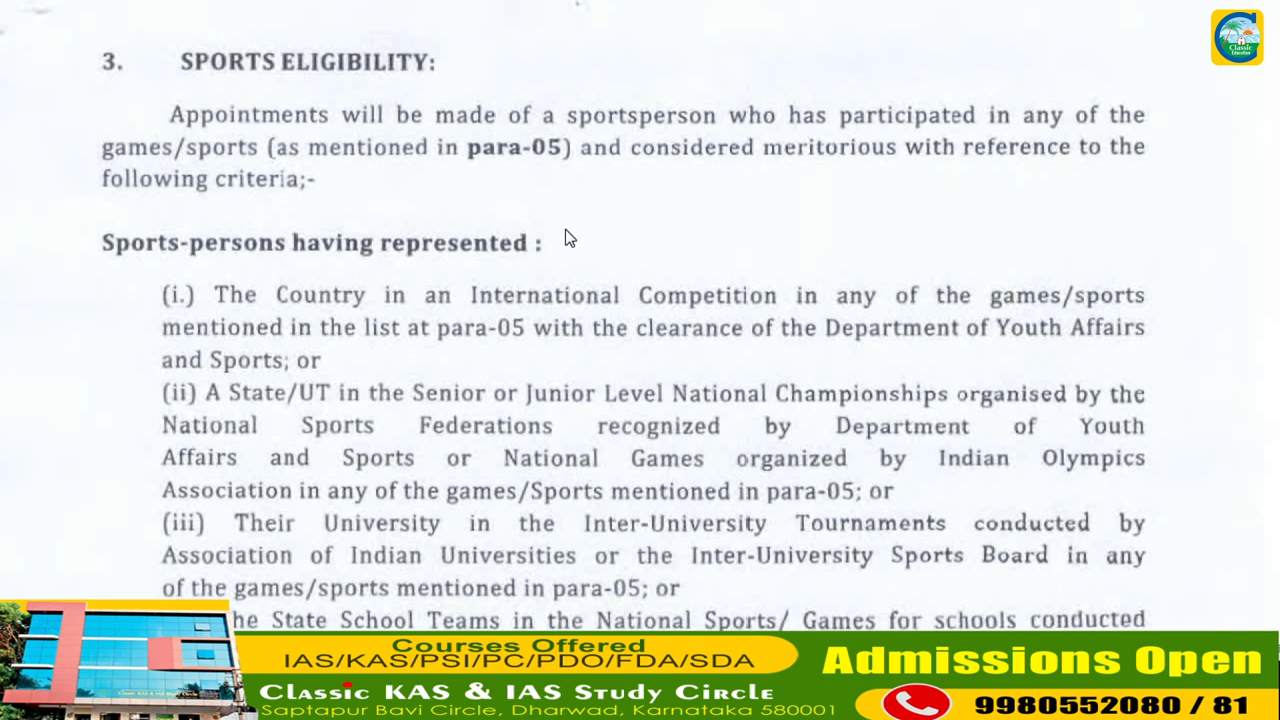 Classic
Education
3. SPORTS ELIGIBILITY:
Appointments will be made of a sportsperson who has participated in any of the
games/sports (as mentioned in para-05) and considered meritorious with reference to the
following criteria;-
Sports-persons having represented :
(i.) The Country in an International Competition in any of the games/sports
mentioned in the list at para-05 with the clearance of the Department of Youth Affairs
and Sports; or
(ii) A State/UT in the Senior or Junior Level National Championships organised by the
National Sports Federations recognized by Department of Youth
Affairs and Sports or National Games organized by Indian Olympics
Association in any of the games/Sports mentioned in para-05; or
(iii) Their University in the Inter-University Tournaments conducted by
Association of Indian Universities or the Inter-University Sports Board in any
of the games/sports mentioned in para-05; or
he State School Teams in the National Sports/ Games for schools conducted
Courses Offered
IAS/KAS/PSI/PC/PDO/FDA/SDA
Classic KAS & IAS Study Circle
Saptapur Bavi Circle, Dharwad, Karnataka 580001
Admissions Open
9980552080 / 81